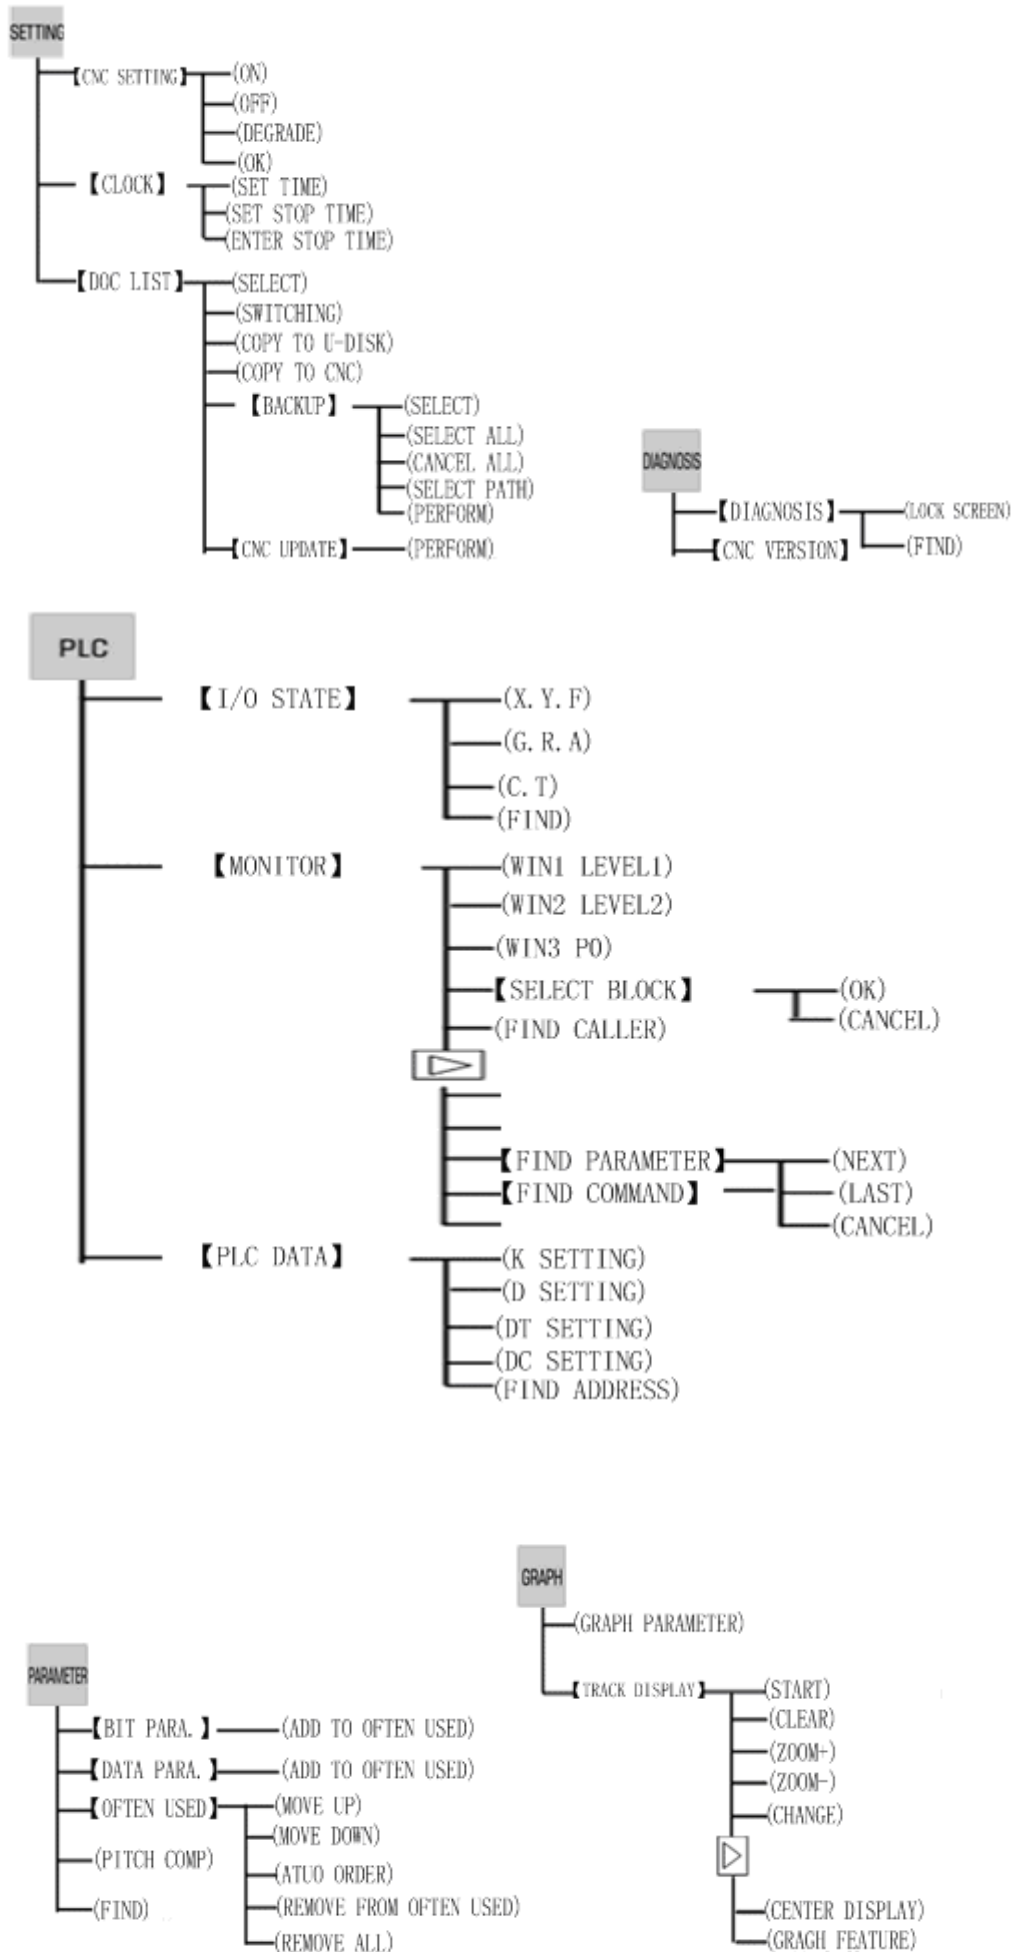 SETTING
【CNC SETTING】 (ON)
(OFF)
(DEGRADE)
(OK)
【CLOCK】 (SET TIME)
(SET STOP TIME)
(ENTER STOP TIME)
【DOC LIST】 (SELECT)
(SWITCHING)
(COPY TO U-DISK)
(COPY TO CNC)
【BACKUP】 (SELECT)
(SELECT ALL)
(CANCEL ALL)
(SELECT PATH)
(PERFORM)
【CNC UPDATE】 (PERFORM)
DIAGNOSIS
【DIAGNOSIS】 (LOCK SCREEN)
【CNC VERSION】 (FIND)
PLC
【I/O STATE】 (X.Y.F)
(G.R.A)
(C.T)
(FIND)
【MONITOR】 (WIN1 LEVEL1)
(WIN2 LEVEL2)
(WIN3 P0)
【SELECT BLOCK】 (OK)
(CANCEL)
(FIND CALLER)
【FIND PARAMETER】 (NEXT)
【FIND COMMAND】 (LAST)
(CANCEL)
【PLC DATA】 (K SETTING)
(D SETTING)
(DT SETTING)
(DC SETTING)
(FIND ADDRESS)
GRAPH
(GRAPH PARAMETER)
【TRACK DISPLAY】 (START)
(CLEAR)
(ZOOM+)
(ZOOM-)
(CHANGE)
(CENTER DISPLAY)
(GRAGH FEATURE)
PARAMETER
【BIT PARA.】 (ADD TO OFTEN USED)
【DATA PARA.】 (ADD TO OFTEN USED)
【OFTEN USED】 (MOVE UP)
(MOVE DOWN)
(ATUO ORDER)
(REMOVE FROM OFTEN USED)
(REMOVE ALL)
(PITCH COMP)
(FIND)